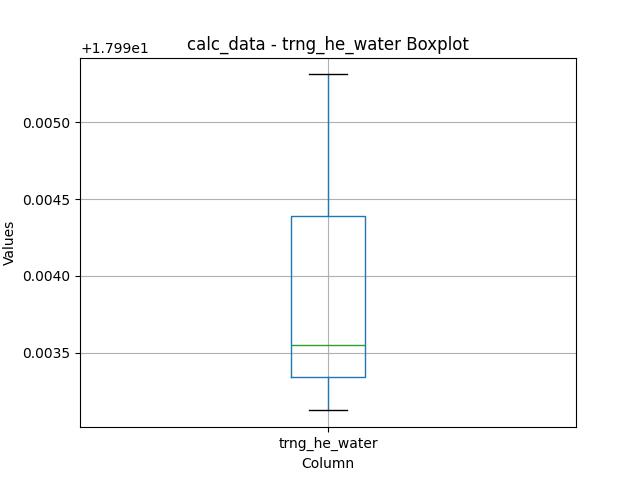 +1.799e1
calc_data - trng_he_water Boxplot
0.0050
0.0045
0.0040
0.0035
Values
trng_he_water
Column